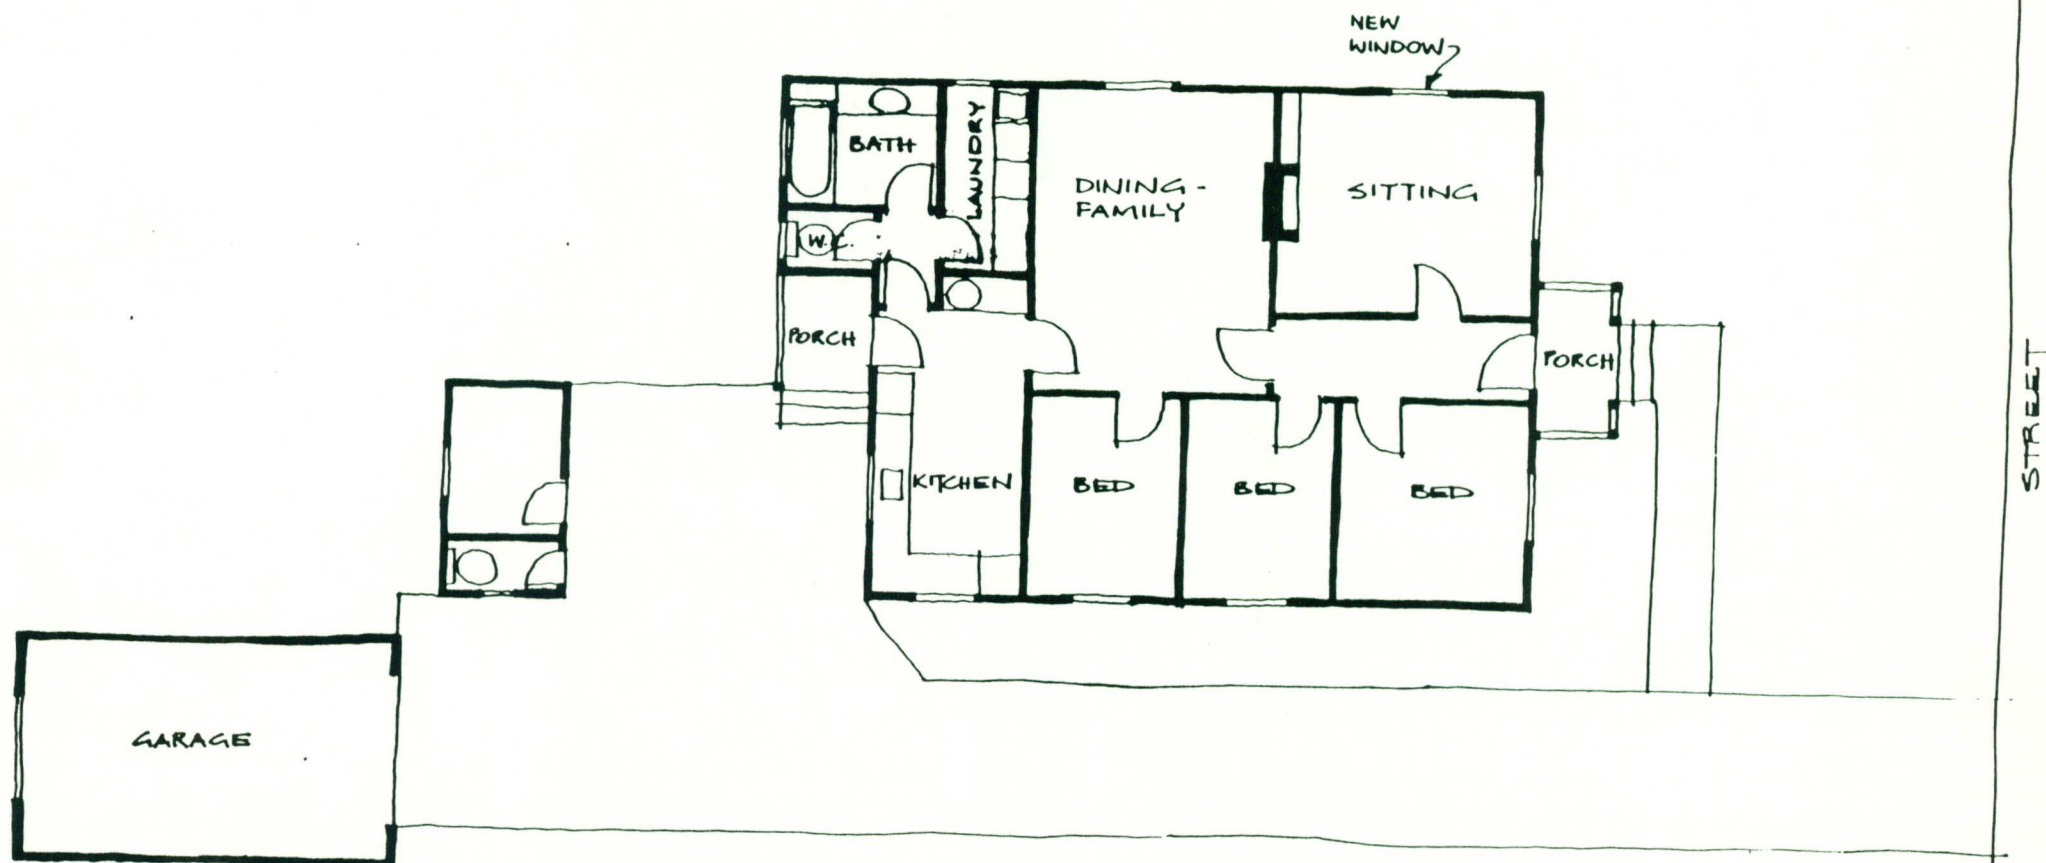 NEW
WINDOW
BATH
LAUNDRY
DINING -
FAMILY
SITTING
W.C.
PORCH
PORCH
STREET
KITCHEN
BED
BED
BED
GARAGE